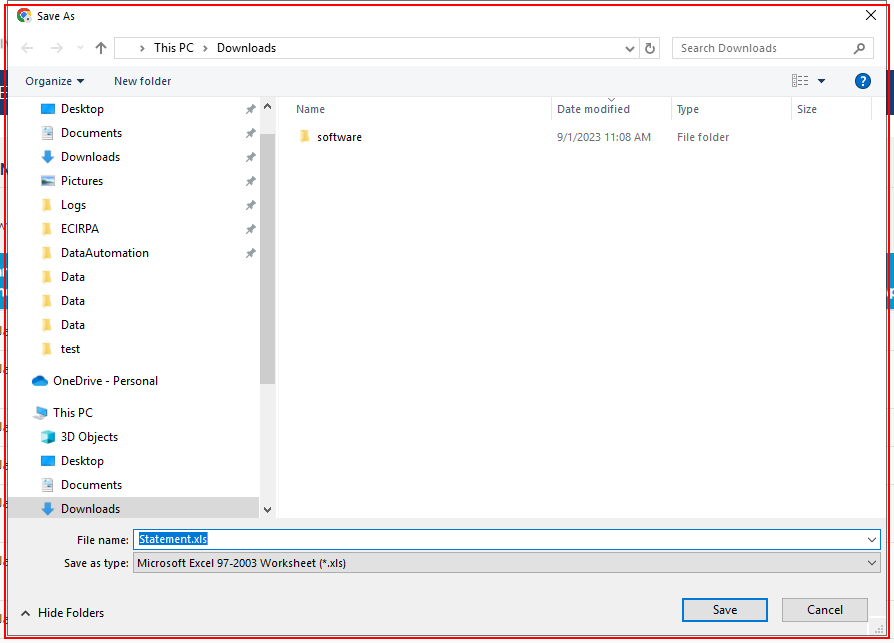 Save As
This PC › Downloads
Search Downloads
Organize
New folder
Name
Date modified
Type
Size
software
9/1/2023 11:08 AM
File folder
Desktop
Documents
Downloads
Pictures
Logs
ECIRPA
DataAutomation
Data
Data
Data
test
OneDrive - Personal
This PC
3D Objects
Desktop
Documents
Downloads
File name: Statement.xls
Save as type: Microsoft Excel 97-2003 Worksheet (*.xls)
Hide Folders
Save
Cancel